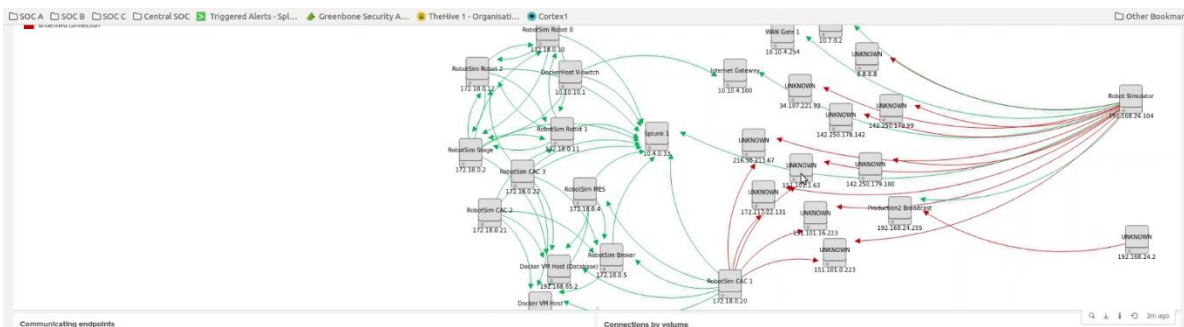 SOC A SOC B SOC C Central SOC Triggered Alerts - Spl... Greenbone Security A... TheHive 1 - Organisati... Cortex1 Other Bookmar
undefined connection
RobotSim Robot 0
172.18.0.10
WAN Gate 1
10.10.4.254
10.7.0.2
UNKNOWN
8.8.8.8
RobotSim Robot 2
172.18.0.12
DockerHost V-switch
10.10.10.1
Internet Gateway
10.10.4.100
UNKNOWN
34.107.221.82
UNKNOWN
142.250.179.99
UNKNOWN
142.250.178.142
Robot Simulator
192.168.24.104
RobotSim Robot 1
172.18.0.11
Splunk 1
10.4.0.33
UNKNOWN
216.58.213.67
RobotSim Stage
172.18.0.2
RobotSim CAC 3
172.18.0.22
UNKNOWN
UNKNOWN
142.250.179.100
RobotSim MES
172.18.0.4
UNKNOWN
172.217.22.131
RobotSim CAC 2
172.18.0.21
UNKNOWN
151.101.16.223
Production2 Broadcast
192.168.24.255
UNKNOWN
192.168.24.2
UNKNOWN
151.101.0.223
RobotSim Broker
172.18.0.5
Docker VM Host (Database)
192.168.65.2
RobotSim CAC 1
172.18.0.20
Docker VM Host
2m ago
Communicating endpoints
Connections by volume